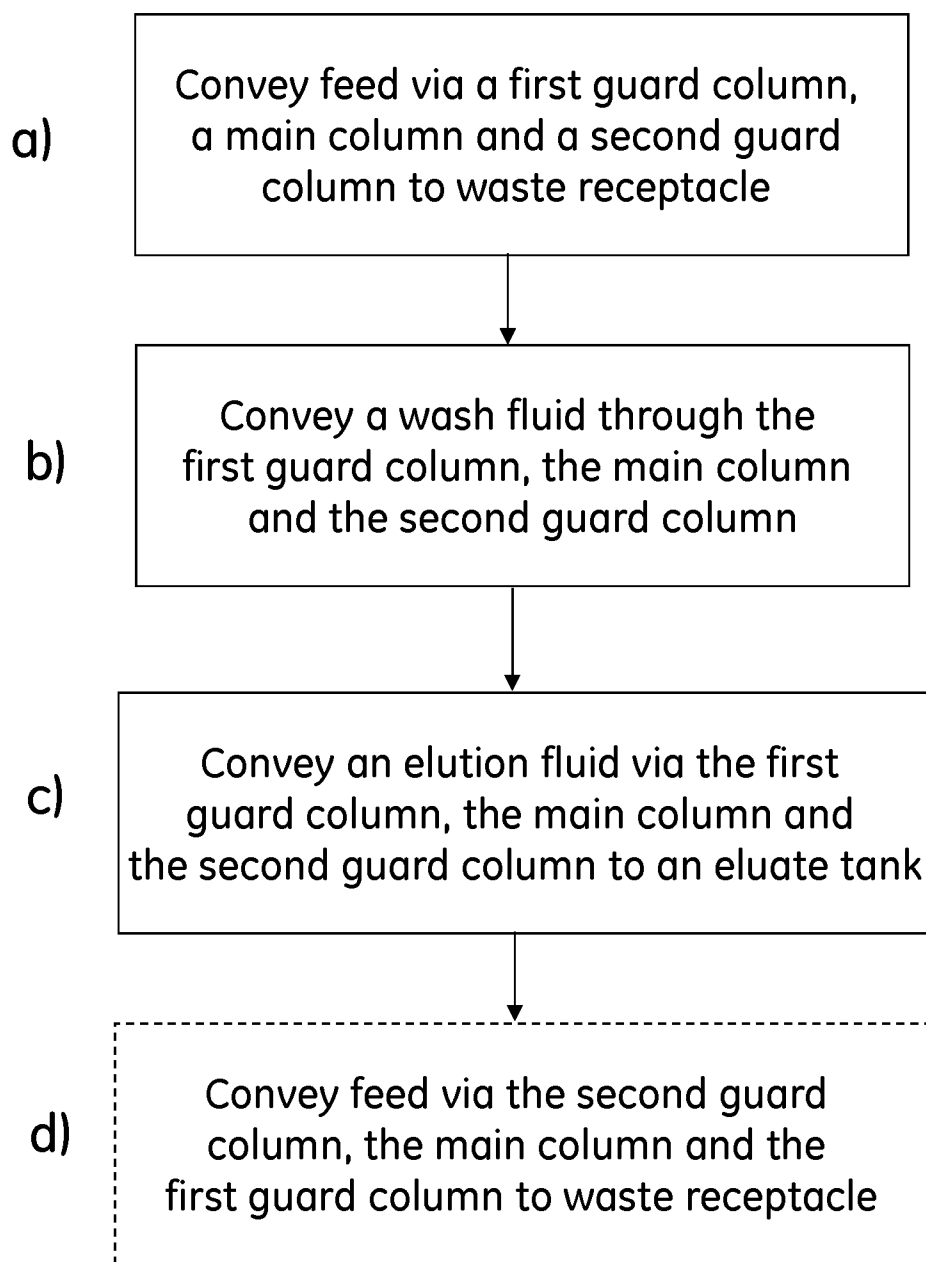 a)
Convey feed via a first guard column,
a main column and a second guard
column to waste receptacle
b)
Convey a wash fluid through the
first guard column, the main column
and the second guard column
c)
Convey an elution fluid via the first
guard column, the main column and
the second guard column to an eluate tank
d)
Convey feed via the second guard
column, the main column and the
first guard column to waste receptacle